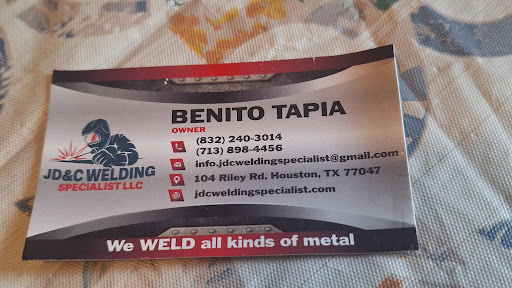 BENITO TAPIA
OWNER
(832) 240-3014
(713) 898-4456
info.jdcweldingspecialist@gmail.com
104 Riley Rd. Houston, TX 77047
jdcweldingspecialist.com
JD&C WELDING
SPECIALIST LLC
We WELD all kinds of metal